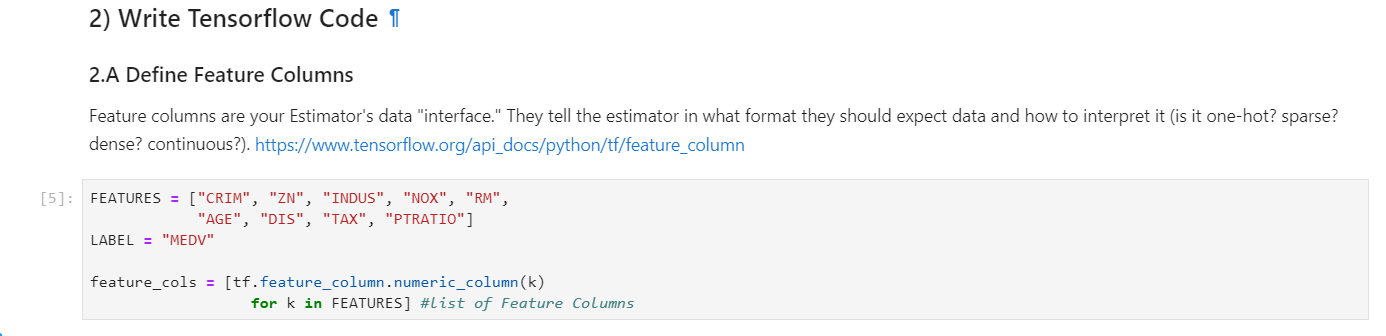 2) Write Tensorflow Code ¶
2.A Define Feature Columns
Feature columns are your Estimator's data "interface." They tell the estimator in what format they should expect data and how to interpret it (is it one-hot? sparse?
dense? continuous?). https://www.tensorflow.org/api_docs/python/tf/feature_column
[5]: FEATURES = ["CRIM", "ZN", "INDUS", "NOX", "RM",
            "AGE", "DIS", "TAX", "PTRATIO"]
LABEL = "MEDV"
feature_cols = [tf.feature_column.numeric_column(k)
                  for k in FEATURES] #list of Feature Columns